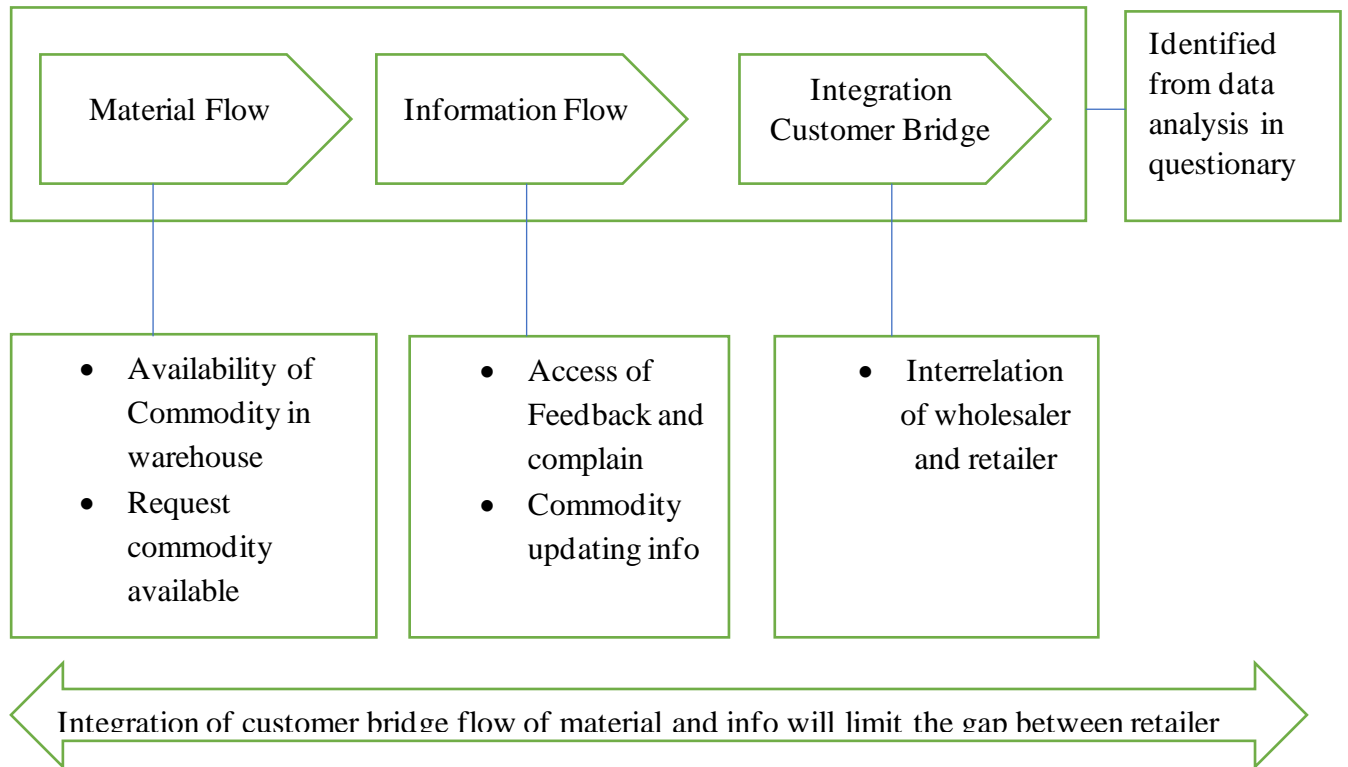 Material Flow
Information Flow
Integration
Customer Bridge
Identified
from data
analysis in
questionary
• Availability of
Commodity in
warehouse
• Request
commodity
available
• Access of
Feedback and
complain
• Commodity
updating info
• Interrelation
of wholesaler
and retailer
Integration of customer bridge flow of material and info will limit the gap between retailer